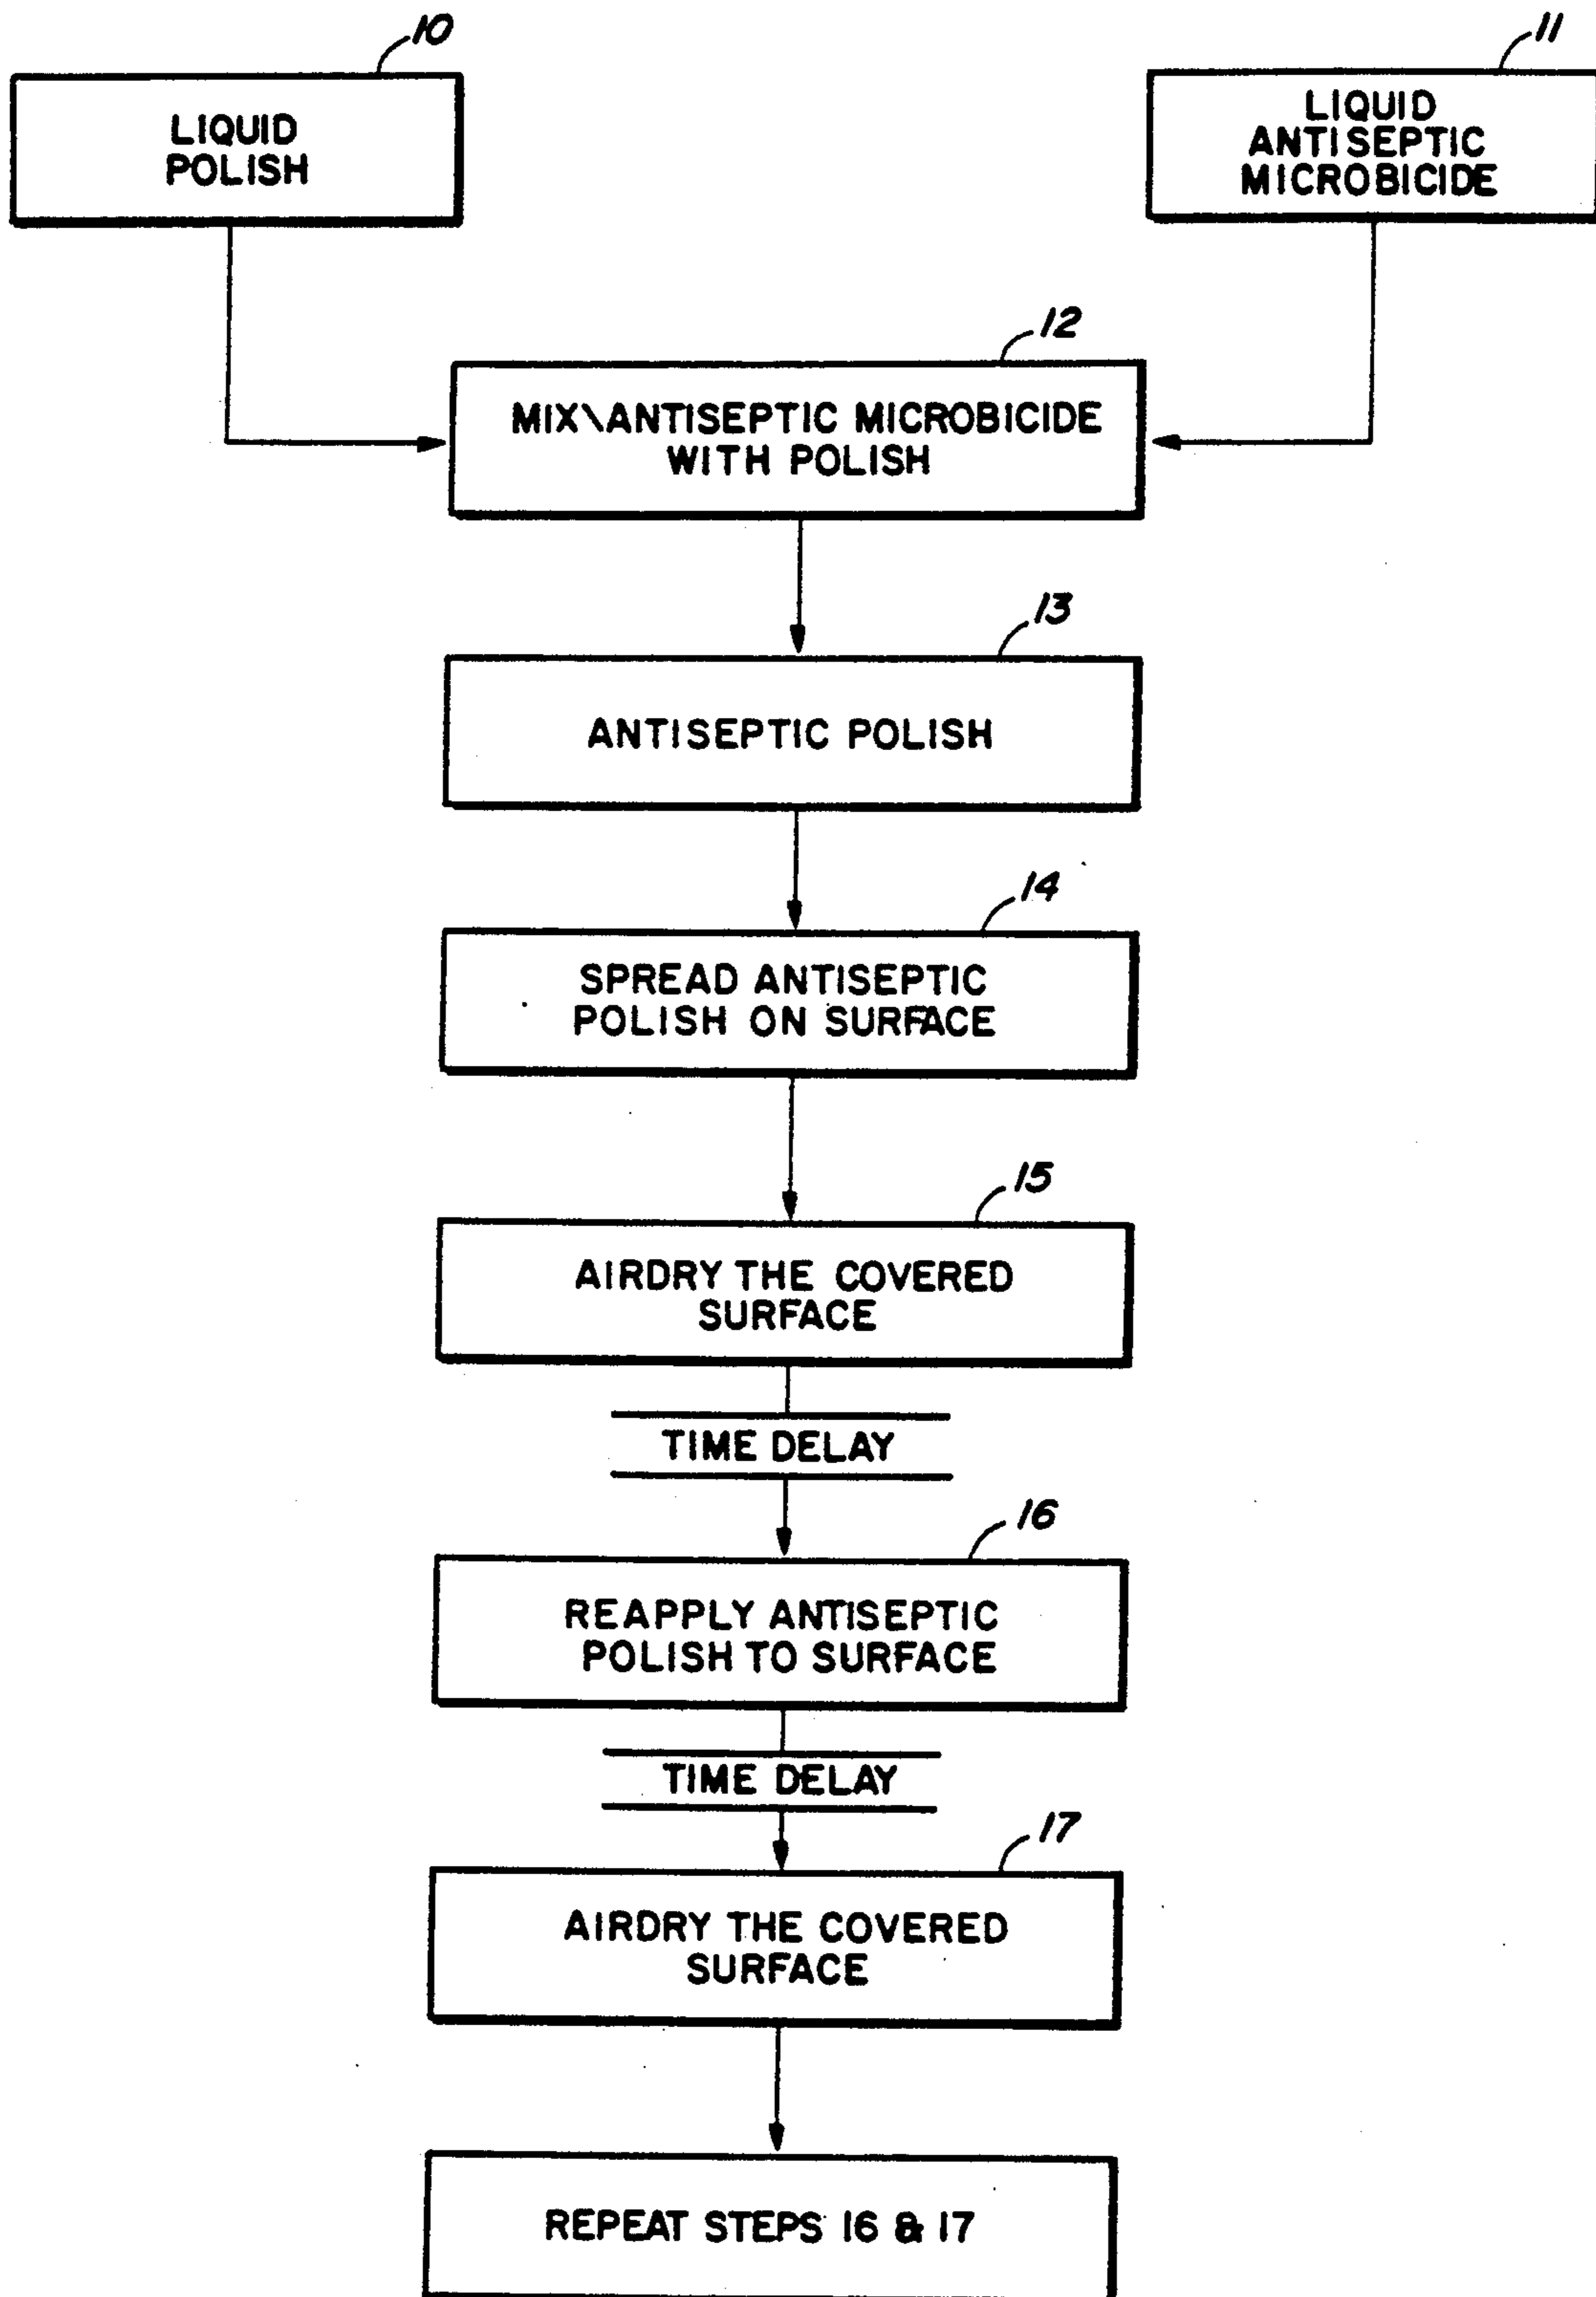 10
LIQUID
POLISH
11
LIQUID
ANTISEPTIC
MICROBICIDE
12
MIX\ANTISEPTIC MICROBICIDE
WITH POLISH
13
ANTISEPTIC POLISH
14
SPREAD ANTISEPTIC
POLISH ON SURFACE
15
AIRDRY THE COVERED
SURFACE
TIME DELAY
16
REAPPLY ANTISEPTIC
POLISH TO SURFACE
TIME DELAY
17
AIRDRY THE COVERED
SURFACE
REPEAT STEPS 16 & 17